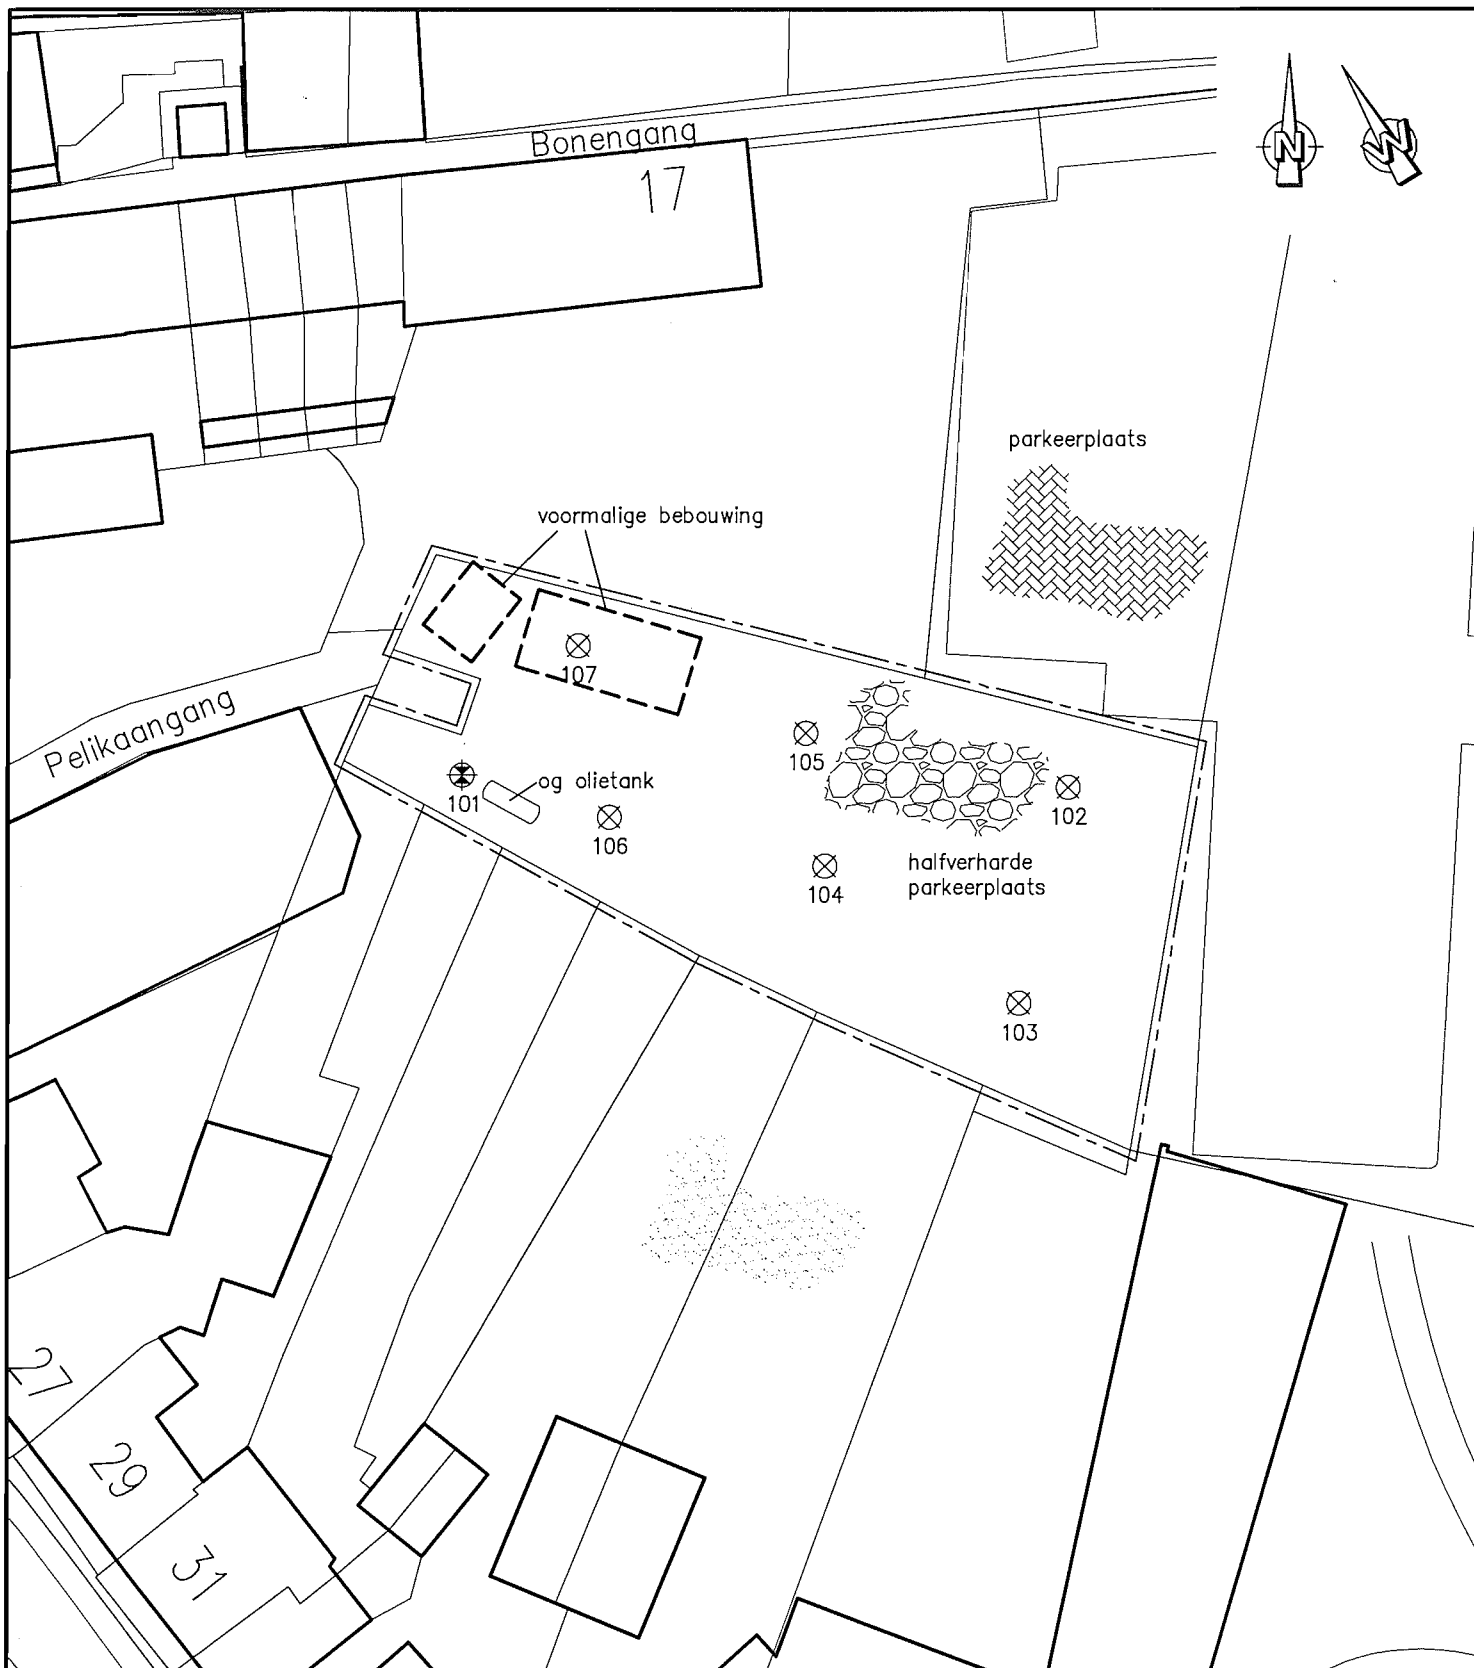 Bonengang
17
N
W
parkeerplaats
voormalige bebouwing
107
Pelikaangang
105
og olietank
101
102
106
halfverharde
parkeerplaats
104
103
27
29
31